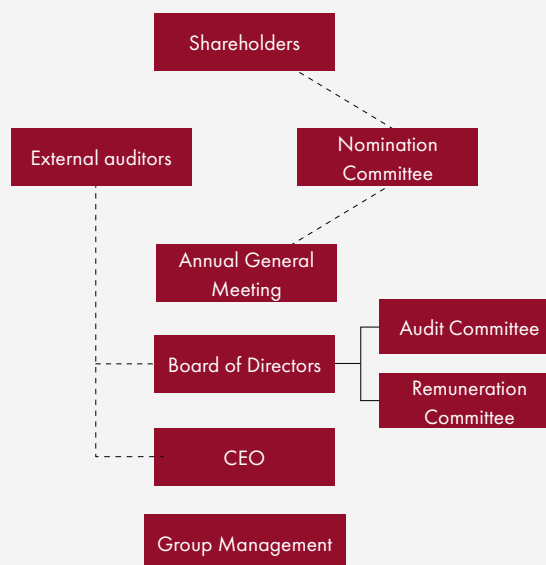 Shareholders
External auditors
Nomination
Committee
Annual General
Meeting
Board of Directors
Audit Committee
Remuneration
Committee
CEO
Group Management